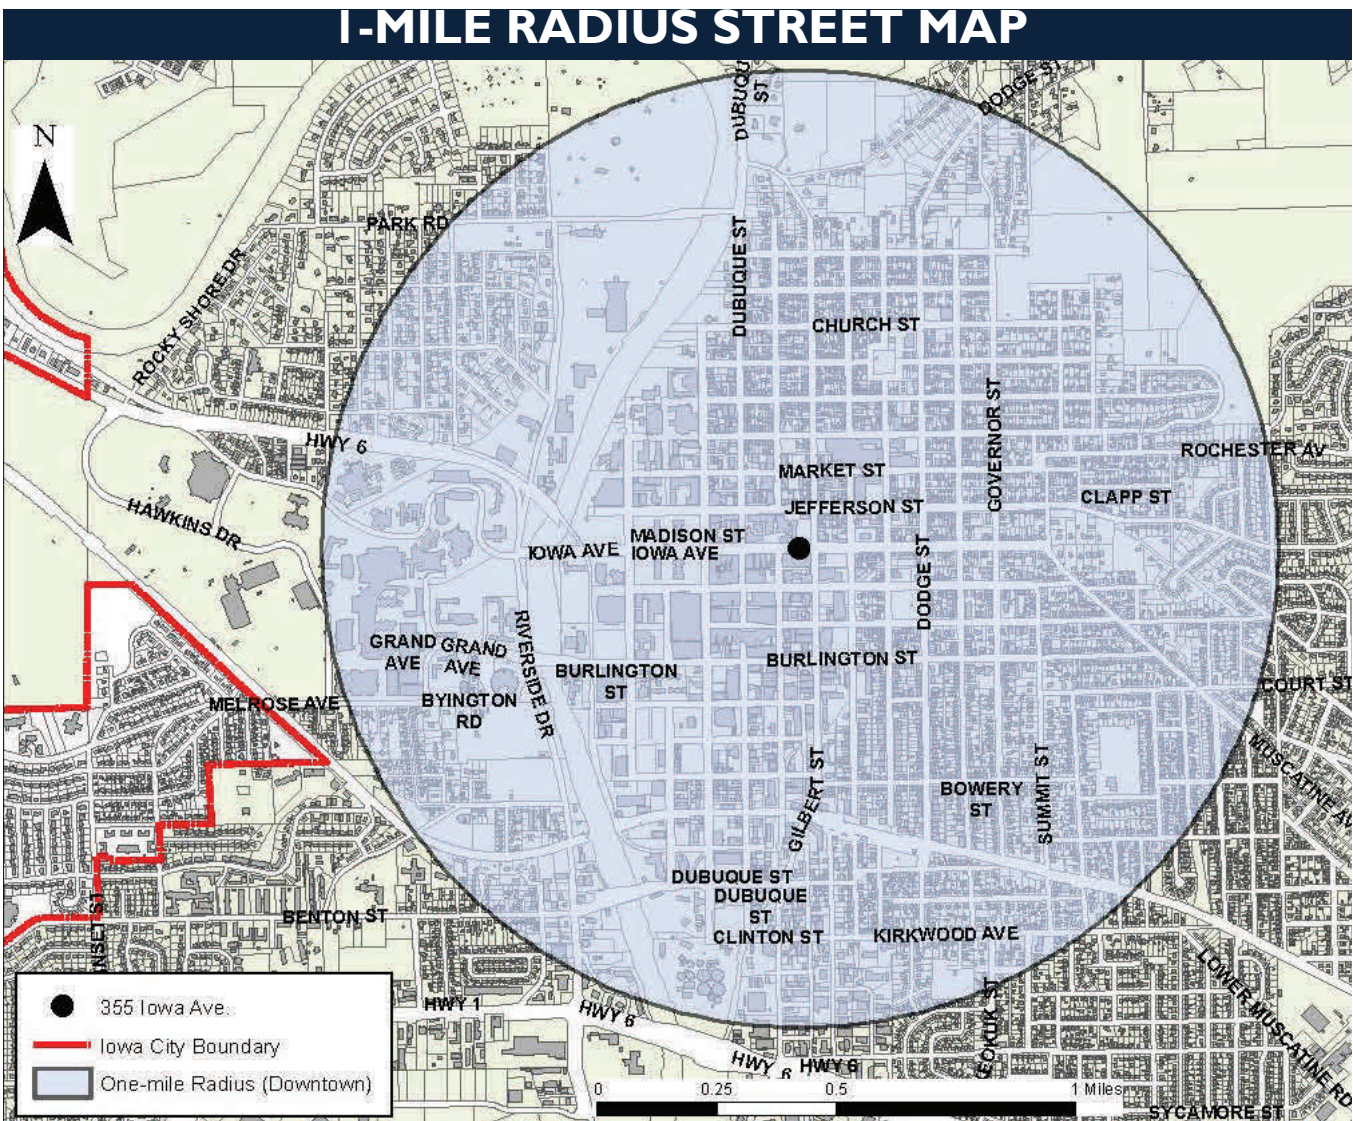 1-MILE RADIUS STREET MAP
DUBUQU
ST
DODGE ST
N
PARK RD
ROCKY SHORE DR
DUBUQUE ST
CHURCH ST
HWY 6
GOVERNOR ST
ROCHESTER AV
MARKET ST
CLAPP ST
JEFFERSON ST
HAWKINS DR
MADISON ST
IOWA AVE
IOWA AVE
DODGE ST
GRAND
AVE
GRAND
AVE
RIVERSIDE DR
BURLINGTON
ST
BURLINGTON ST
BYINGTON
RD
MELROSE AVE
COURT ST
MUSCATINE AV
GILBERT ST
BOWERY
ST
SUMMIT ST
DUBUQUE ST
DUBUQUE
ST
CLINTON ST
KIRKWOOD AVE
BENTON ST
NSET ST
LOWER MUSCATINE RD
EOKUK ST
HWY 1
HWY 6
HWY 6
HWY 6
SYCAMORE ST
355 Iowa Ave.
Iowa City Boundary
One-mile Radius (Downtown)
0 0.25 0.5 1 Miles